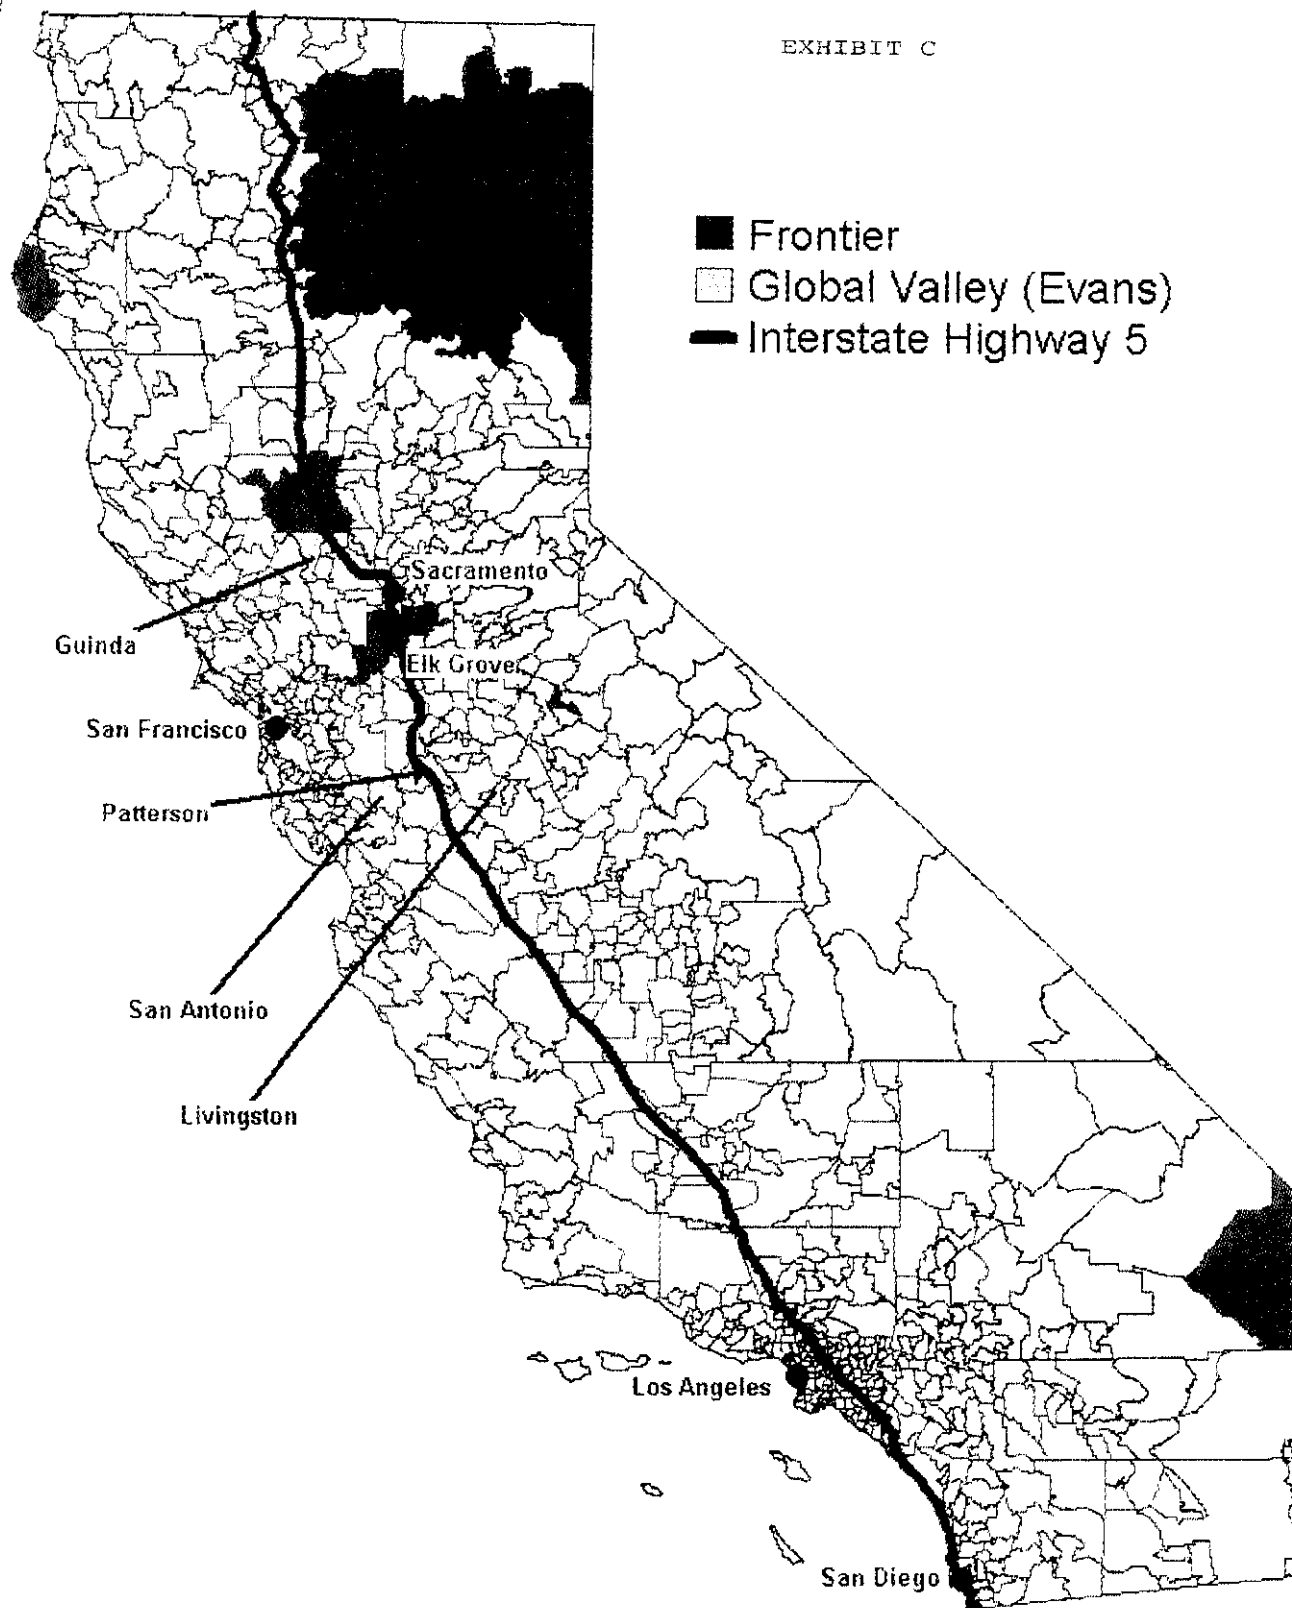 EXHIBIT C
Frontier
Global Valley (Evans)
Interstate Highway 5
Sacramento
Guinda
Elk Grove
San Francisco
Patterson
San Antonio
Livingston
Los Angeles
San Diego